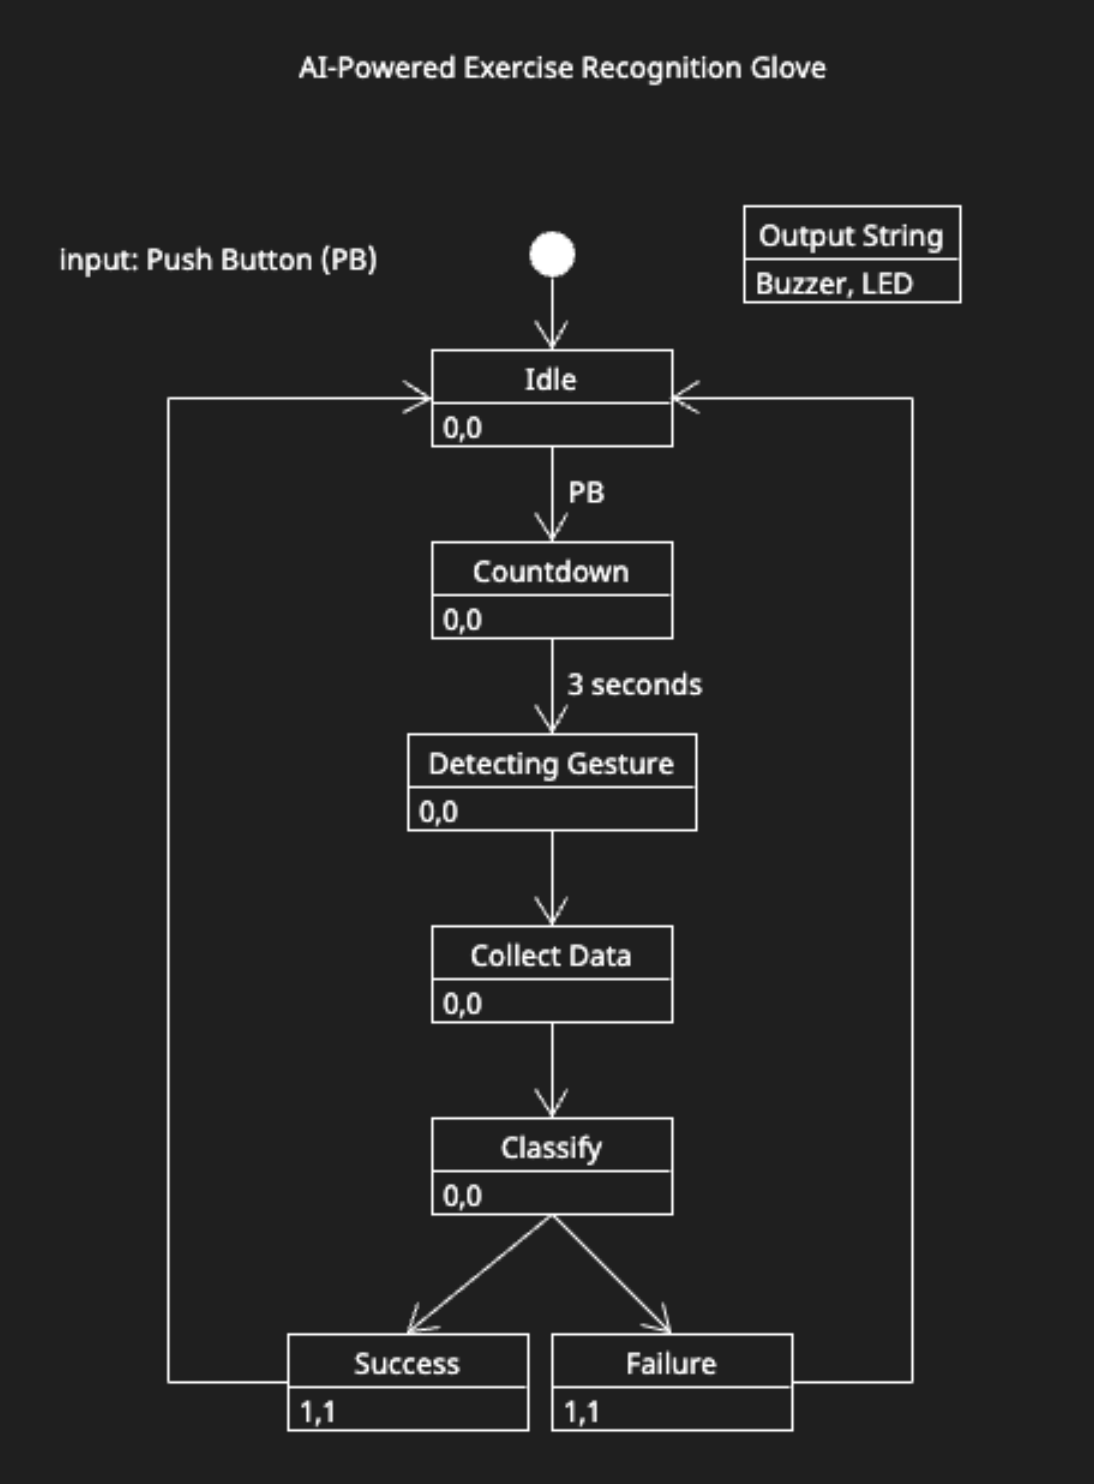 AI-Powered Exercise Recognition Glove
input: Push Button (PB)
Output String
Buzzer, LED
Idle
0,0
PB
Countdown
0,0
3 seconds
Detecting Gesture
0,0
Collect Data
0,0
Classify
0,0
Success
1,1
Failure
1,1